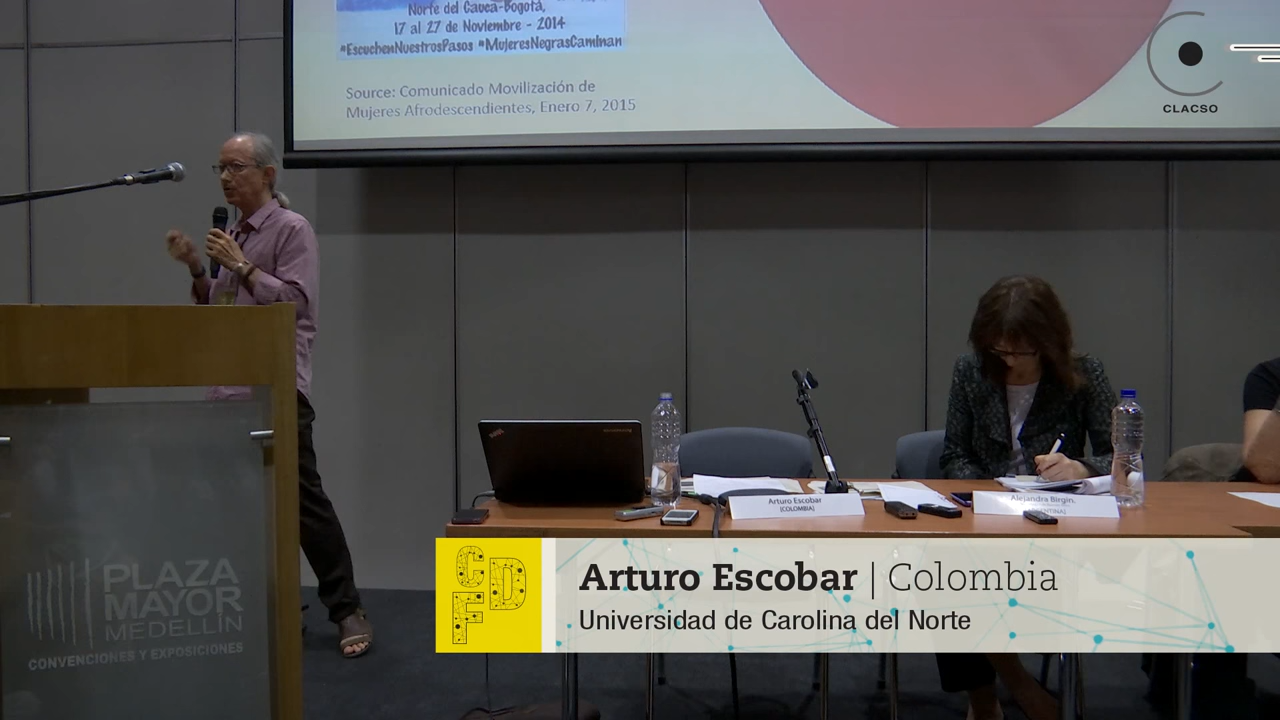 Norte del Cauca-Bogotá,
17 al 27 de Noviembre - 2014
#EscuchenNuestrosPasos #MujeresNegrasCaminan
Source: Comunicado Movilización de
Mujeres Afrodescendientes, Enero 7, 2015
CLACSO
Arturo Escobar
[COLOMBIA]
Alejandra Birgin,
CDF
Arturo Escobar | Colombia
Universidad de Carolina del Norte
PLAZA
MAYOR
MEDELLÍN
CONVENCIONES Y EXPOSICIONES